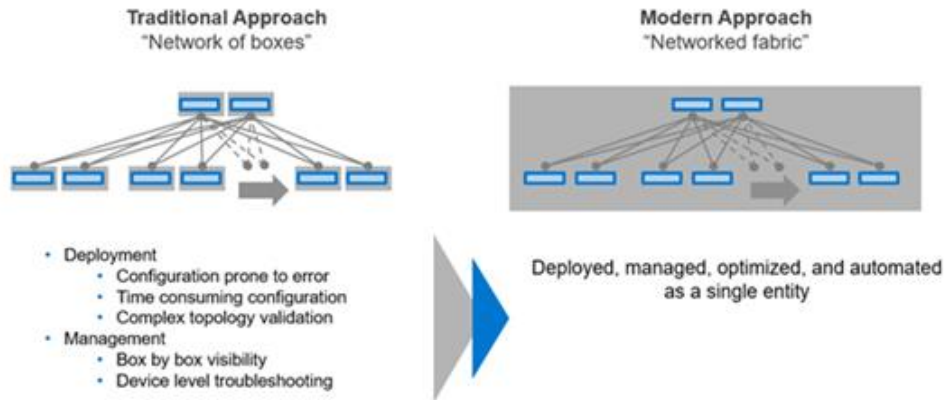 Traditional Approach
"Network of boxes"
Modern Approach
"Networked fabric"
• Deployment
• Configuration prone to error
• Time consuming configuration
• Complex topology validation
• Management
• Box by box visibility
• Device level troubleshooting
Deployed, managed, optimized, and automated
as a single entity